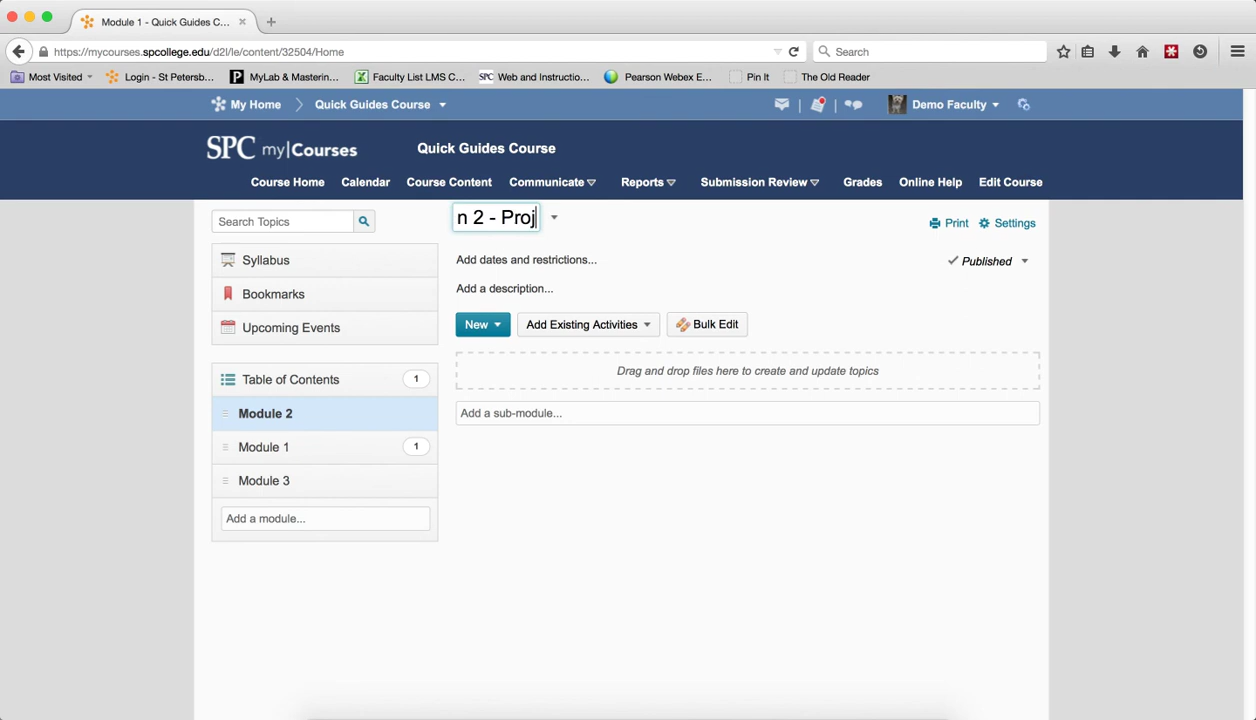 Module 1 - Quick Guides C...
https://mycourses.spcollege.edu/d2l/le/content/32504/Home
Search
Most Visited
Login - St Petersb...
MyLab & Masterin...
Faculty List LMS C...
SPC Web and Instructio...
Pearson Webex E...
Pin It
The Old Reader
My Home
Quick Guides Course
Demo Faculty
SPC my|Courses
Quick Guides Course
Course Home
Calendar
Course Content
Communicate
Reports
Submission Review
Grades
Online Help
Edit Course
Search Topics
n 2 - Proj
Print
Settings
Syllabus
Add dates and restrictions...
Published
Bookmarks
Add a description...
Upcoming Events
New
Add Existing Activities
Bulk Edit
Table of Contents
1
Drag and drop files here to create and update topics
Module 2
Add a sub-module...
Module 1
1
Module 3
Add a module...